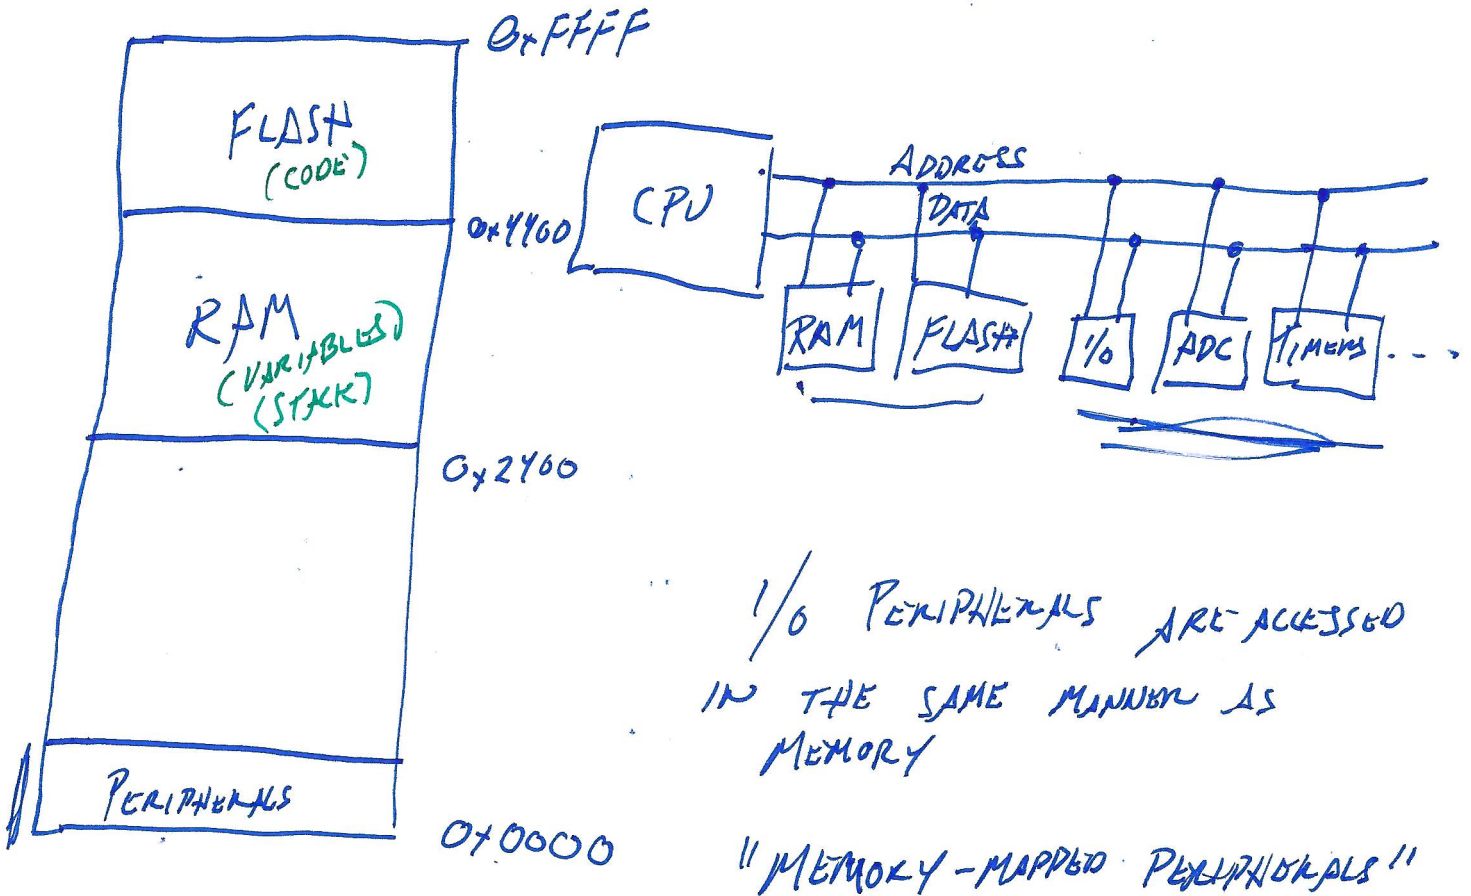 0xFFFF
FLASH
(CODE)
0x4400
RAM
(VARIABLES)
(STACK)
0x2400
PERIPHERALS
0x0000
CPU
ADDRESS
DATA
RAM
FLASH
I/O
ADC
TIMERS ....
I/O PERIPHERALS ARE ACCESSED
IN THE SAME MANNER AS
MEMORY
"MEMORY-MAPPED PERIPHERALS"